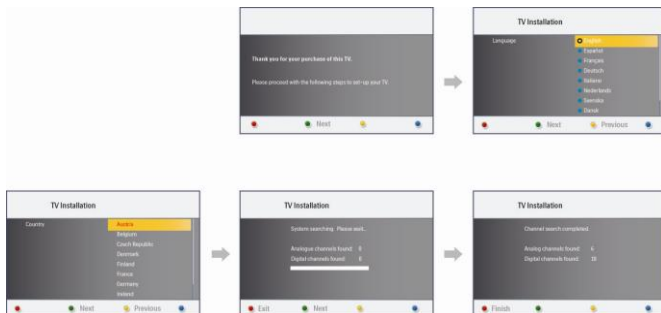 Thank you for your purchase of this TV.
Please proceed with the following steps to set-up your TV.
Next
TV Installation
Language
English
Español
Français
Deutsch
Italiano
Nederlands
Svenska
Dansk
Next
Previous
TV Installation
Country
Austria
Belgium
Czech Republic
Denmark
Finland
France
Germany
Ireland
Next
Previous
TV Installation
System searching. Please wait..
Analogue channels found 0
Digital channels found 0
Exit
Next
TV Installation
Channel search completed.
Analog channels found 6
Digital channels found
Finish